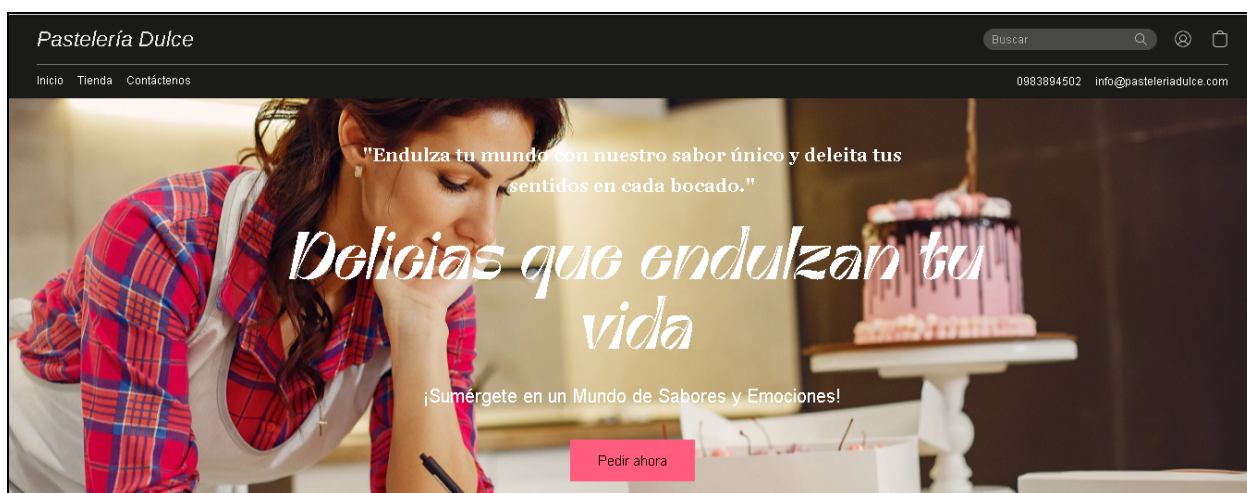 Pastelería Dulce
Buscar
Inicio Tienda Contáctenos
0983894502 info@pasteleriadulce.com
"Endulza tu mundo con nuestro sabor único y deleita tus
sentidos en cada bocado."
Delicias que endulzan tu
vida
¡Sumérgete en un Mundo de Sabores y Emociones!
Pedir ahora